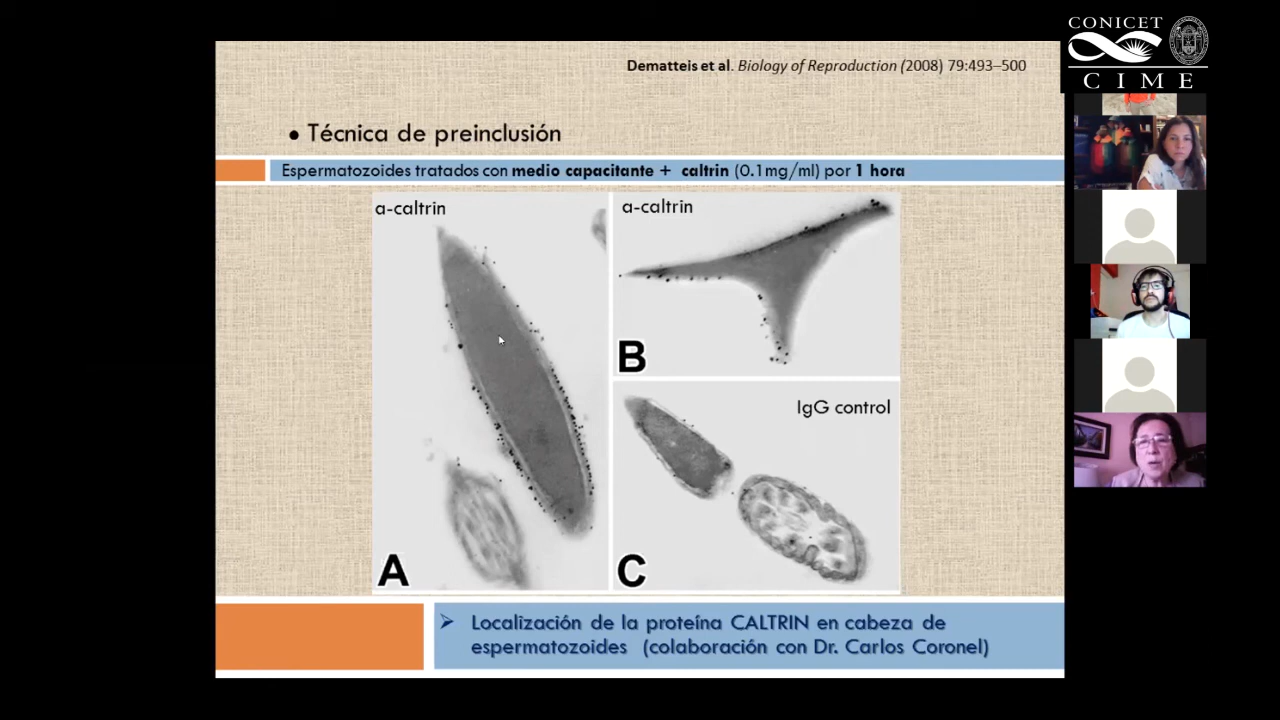 CONICET
CIME
Dematteis et al. Biology of Reproduction (2008) 79:493–500
• Técnica de preinclusión
Espermatozoides tratados con medio capacitante + caltrin (0.1mg/ml) por 1 hora
α-caltrin
A
α-caltrin
B
IgG control
C
➢ Localización de la proteína CALTRIN en cabeza de
espermatozoides (colaboración con Dr. Carlos Coronel)